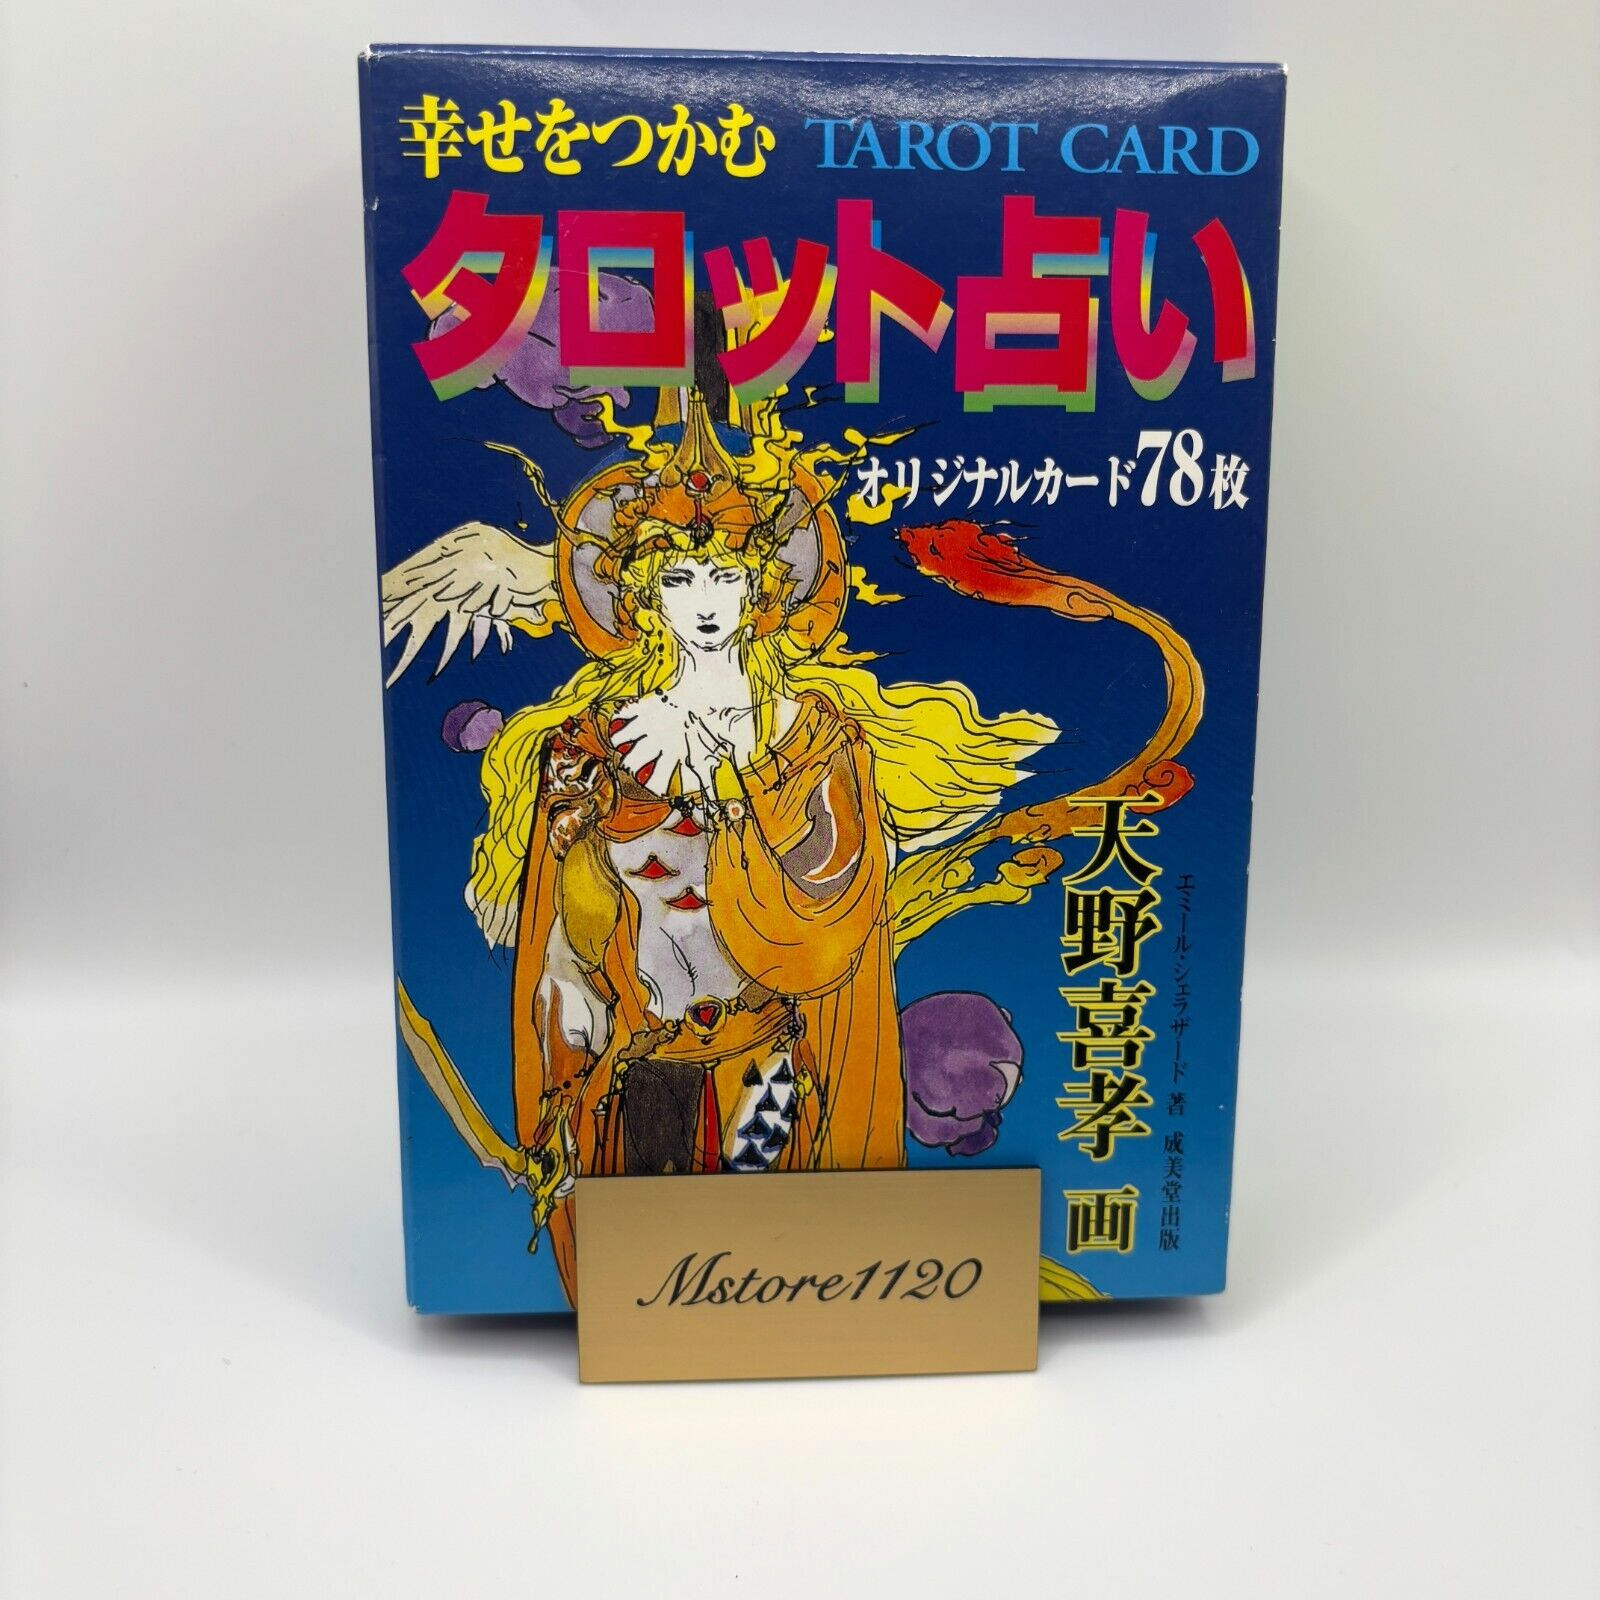 幸せをつかむ TAROT CARD
タロット占い
オリジナルカード78枚
天野喜孝 画
エミール・シェラザード 著 成美堂出版
Mstore1120